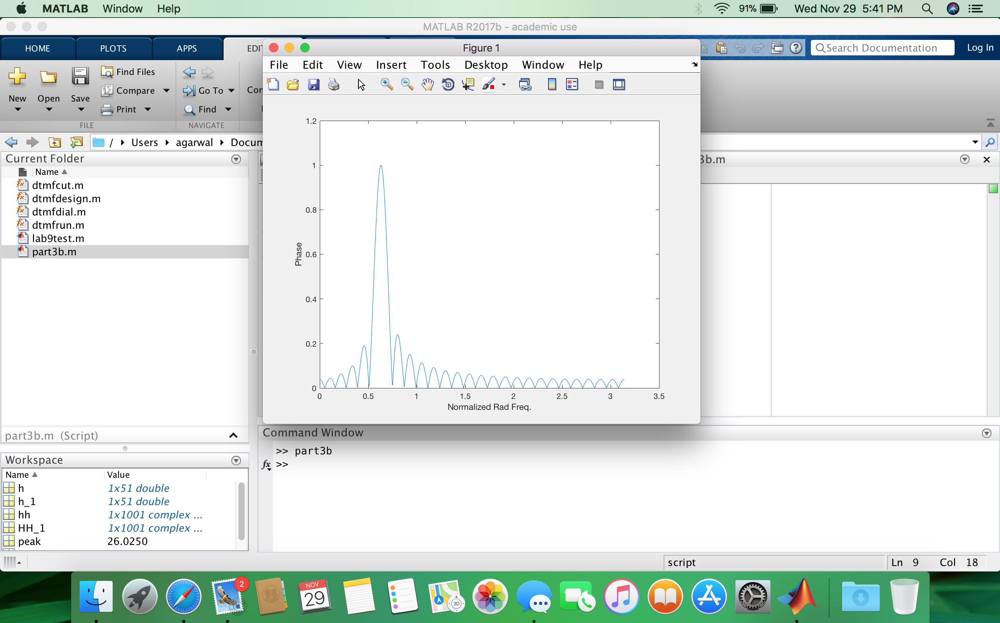 MATLAB Window Help 91% Wed Nov 29 5:41 PM
MATLAB R2017b - academic use
HOME PLOTS APPS Search Documentation Log In
Figure 1
File Edit View Insert Tools Desktop Window Help
New Open Save
Find Files
Compare
Print
Go To
Find
FILE NAVIGATE
/ Users agarwal
Current Folder
Name
dtmfcut.m
dtmfdesign.m
dtmfdial.m
dtmfrun.m
lab9test.m
part3b.m
part3b.m (Script)
Workspace
Name Value
h 1x51 double
h_1 1x51 double
hh 1x1001 complex ...
HH_1 1x1001 complex ...
peak 26.0250
1.2
1
0.8
0.6
0.4
0.2
0
Phase
0 0.5 1 1.5 2 2.5 3 3.5
Normalized Rad Freq.
3b.m
Command Window
>> part3b
fx >>
script Ln 9 Col 18
2
NOV
29
3D